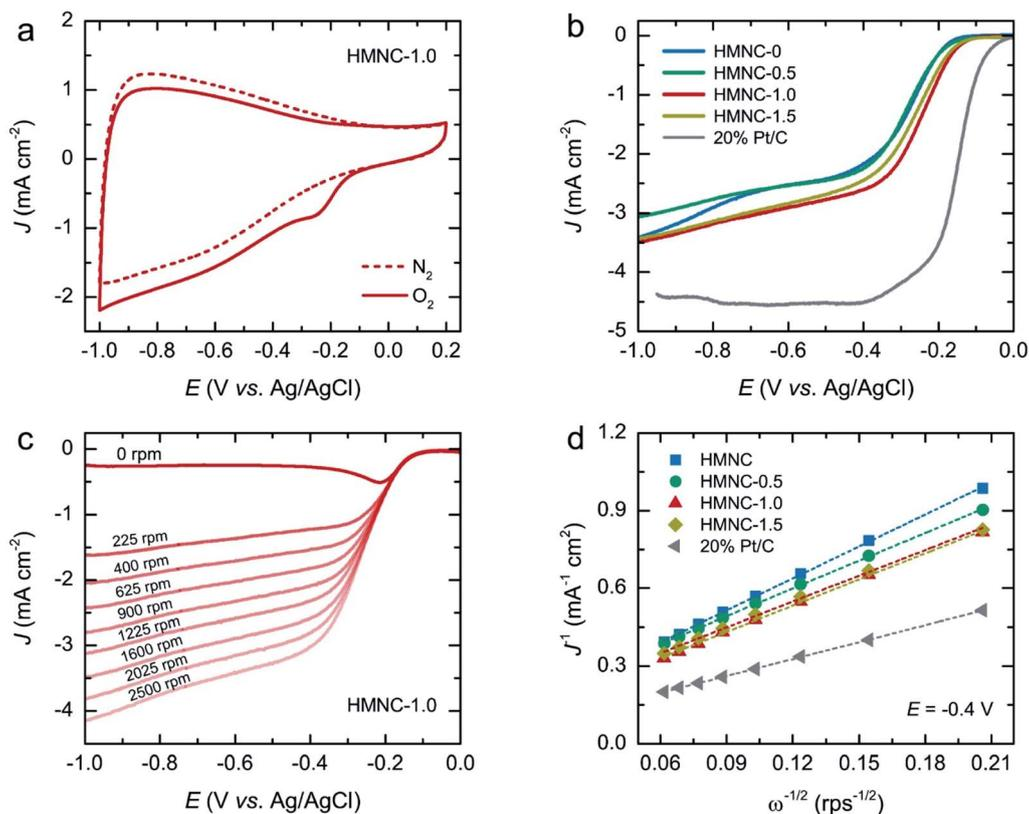 a
HMNC-1.0
2
1
0
-1
-2
J (mA cm⁻²)
N₂
O₂
-1.0 -0.8 -0.6 -0.4 -0.2 0.0 0.2
E (V vs. Ag/AgCl)
b
HMNC-0
HMNC-0.5
HMNC-1.0
HMNC-1.5
20% Pt/C
0
-1
-2
-3
-4
-5
J (mA cm⁻²)
-1.0 -0.8 -0.6 -0.4 -0.2 0.0
E (V vs. Ag/AgCl)
c
0
-1
-2
-3
-4
J (mA cm⁻²)
0 rpm
225 rpm
400 rpm
625 rpm
900 rpm
1225 rpm
1600 rpm
2025 rpm
2500 rpm
HMNC-1.0
-1.0 -0.8 -0.6 -0.4 -0.2 0.0
E (V vs. Ag/AgCl)
d
HMNC
HMNC-0.5
HMNC-1.0
HMNC-1.5
20% Pt/C
1.2
0.9
0.6
0.3
0.0
J⁻¹ (mA⁻¹ cm²)
E = -0.4 V
0.06 0.09 0.12 0.15 0.18 0.21
ω⁻¹/² (rps⁻¹/²)